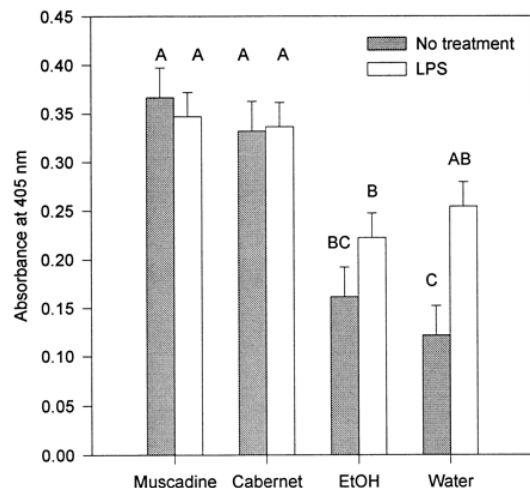 0.45
0.40
0.35
0.30
0.25
0.20
0.15
0.10
0.05
0.00
Absorbance at 405 nm
No treatment
LPS
A A A A
AB
B
BC
C
Muscadine Cabernet EtOH Water